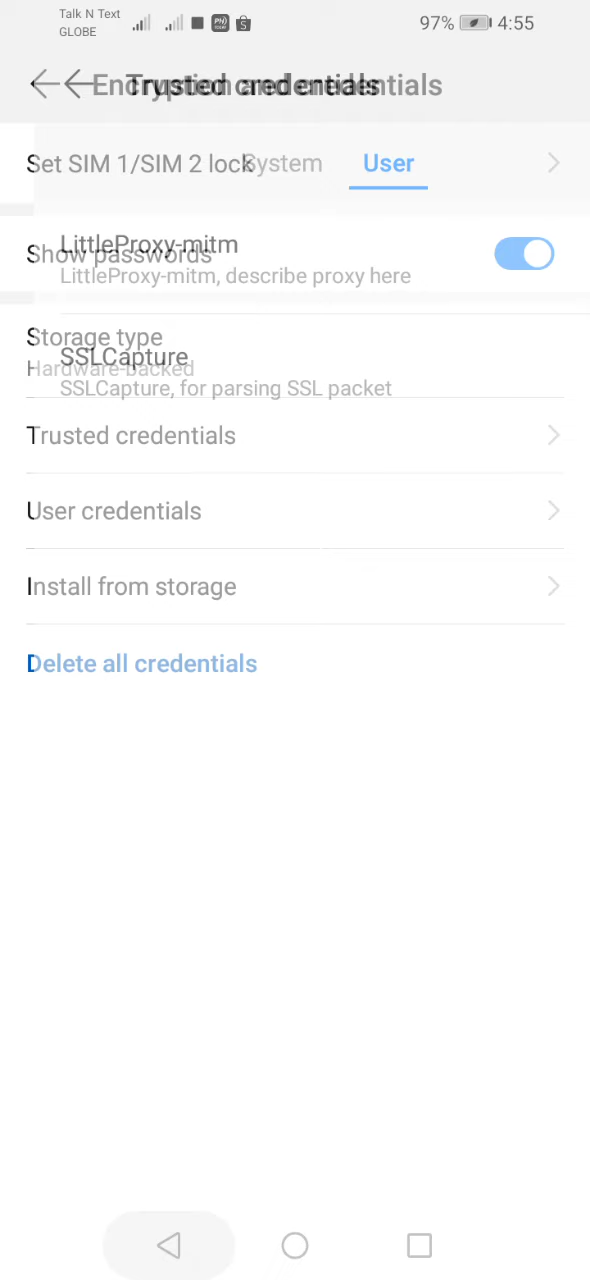 Talk N Text
GLOBE
97% 4:55
Encryption and credentials
Trusted credentials
Set SIM 1/SIM 2 lock
System
User
LittleProxy-mitm
Show passwords
LittleProxy-mitm, describe proxy here
Storage type
SSLCapture
Hardware-backed
SSLCapture, for parsing SSL packet
Trusted credentials
User credentials
Install from storage
Delete all credentials